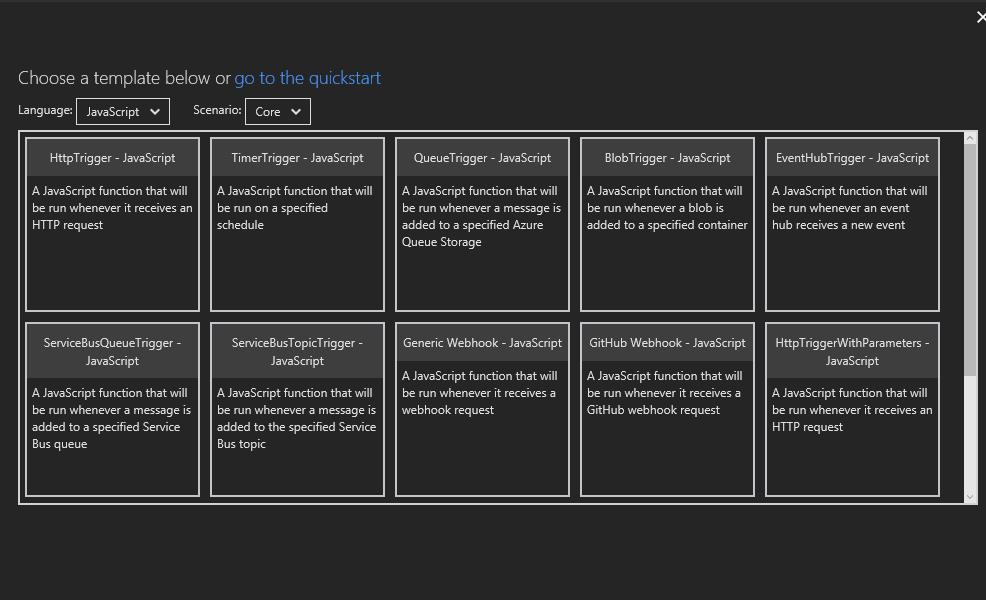 Choose a template below or go to the quickstart
Language: JavaScript
Scenario: Core
HttpTrigger - JavaScript
A JavaScript function that will
be run whenever it receives an
HTTP request
TimerTrigger - JavaScript
A JavaScript function that will
be run on a specified
schedule
QueueTrigger - JavaScript
A JavaScript function that will
be run whenever a message is
added to a specified Azure
Queue Storage
BlobTrigger - JavaScript
A JavaScript function that will
be run whenever a blob is
added to a specified container
EventHubTrigger - JavaScript
A JavaScript function that will
be run whenever an event
hub receives a new event
ServiceBusQueueTrigger -
JavaScript
A JavaScript function that will
be run whenever a message is
added to a specified Service
Bus queue
ServiceBusTopicTrigger -
JavaScript
A JavaScript function that will
be run whenever a message is
added to the specified Service
Bus topic
Generic Webhook - JavaScript
A JavaScript function that will
be run whenever it receives a
webhook request
GitHub Webhook - JavaScript
A JavaScript function that will
be run whenever it receives a
GitHub webhook request
HttpTriggerWithParameters -
JavaScript
A JavaScript function that will
be run whenever it receives an
HTTP request